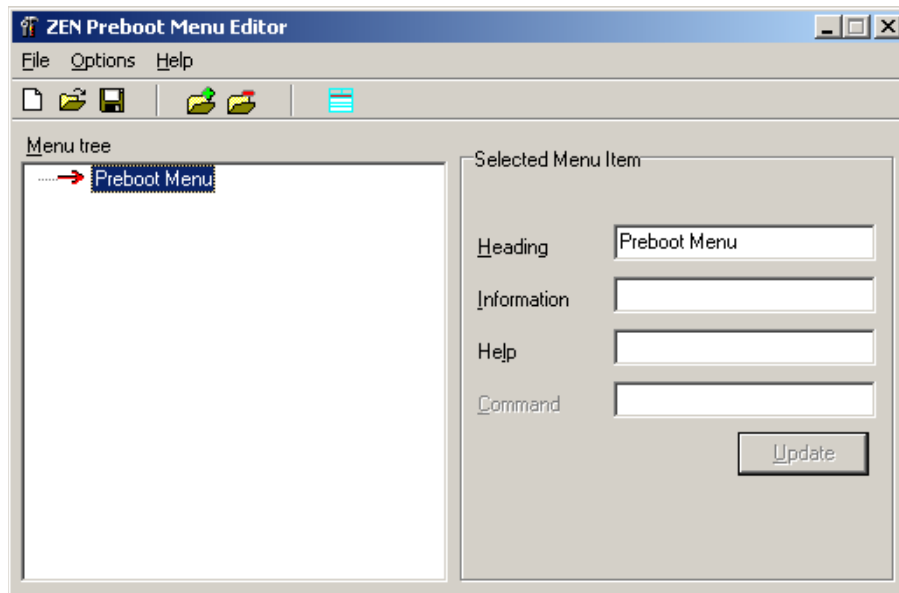 ZEN Preboot Menu Editor
File Options Help
Menu tree
Preboot Menu
Selected Menu Item
Heading Preboot Menu
Information
Help
Command
Update